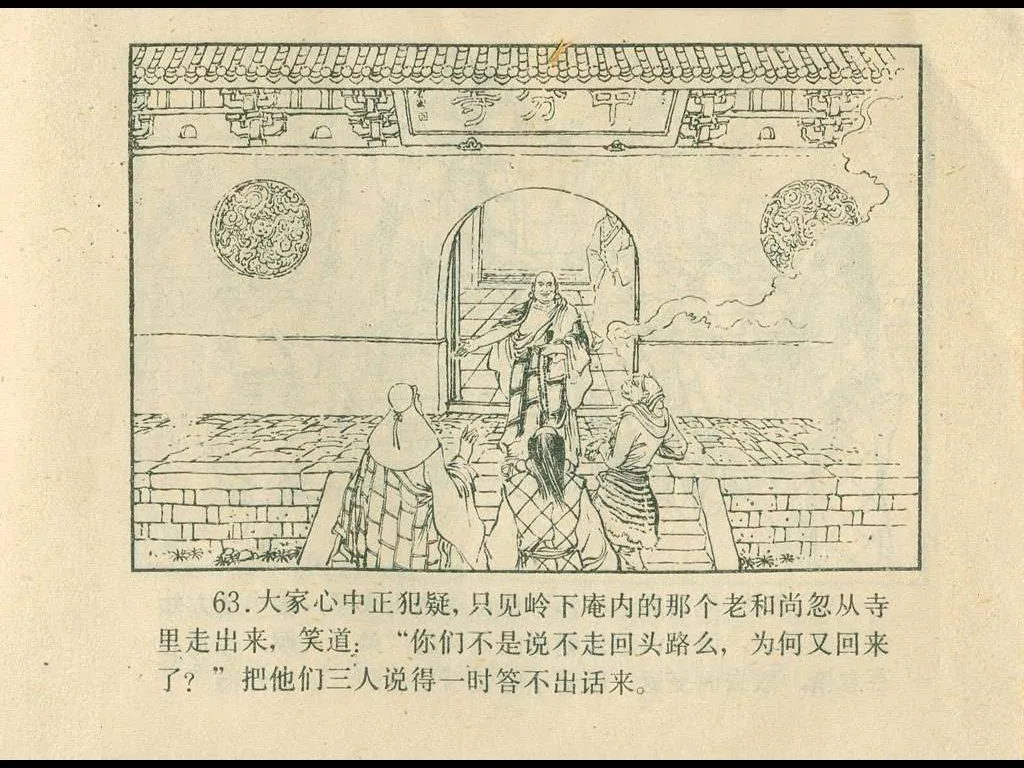 中分寺
63.大家心中正犯疑，只见岭下庵内的那个老和尚忽从寺
里走出来，笑道：“你们不是说不走回头路么，为何又回来
了？”把他们三人说得一时答不出话来。